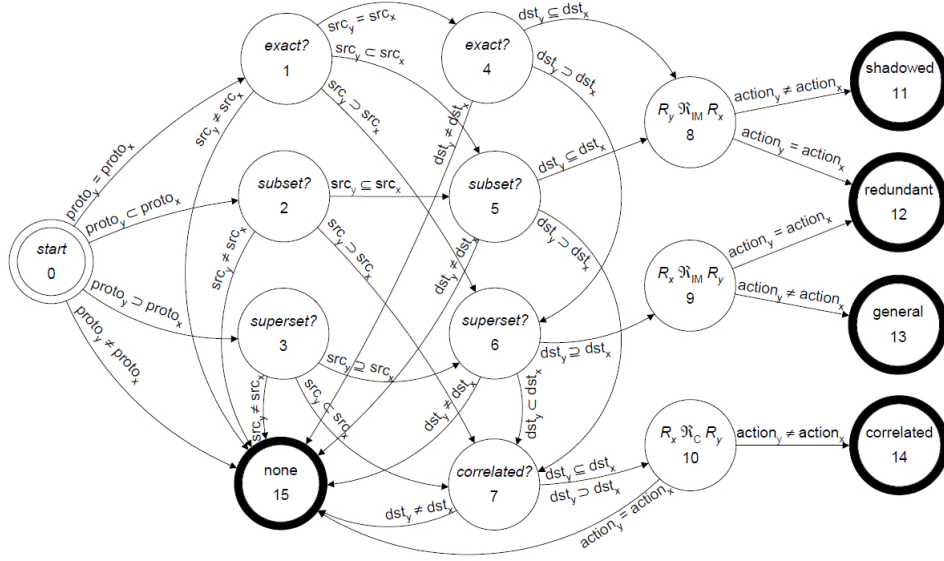 start
0
exact?
1
subset?
2
superset?
3
exact?
4
subset?
5
superset?
6
correlated?
7
R_y ℜ_IM R_x
8
R_x ℜ_IM R_y
9
R_x ℜ_C R_y
10
shadowed
11
redundant
12
general
13
correlated
14
none
15
proto_y = proto_x
proto_y ⊂ proto_x
proto_y ⊃ proto_x
proto_y ≠ proto_x
src_y = src_x
src_y ⊂ src_x
src_y ⊃ src_x
src_y ≠ src_x
src_y ⊆ src_x
src_y ⊃ src_x
src_y ≠ src_x
src_y ⊇ src_x
src_y ⊂ src_x
src_y ≠ src_x
dst_y ⊆ dst_x
dst_y ⊃ dst_x
dst_y ≠ dst_x
dst_y ⊆ dst_x
dst_y ⊃ dst_x
dst_y ≠ dst_x
dst_y ⊇ dst_x
dst_y ⊂ dst_x
dst_y ≠ dst_x
dst_y ⊆ dst_x
dst_y ⊃ dst_x
dst_y ≠ dst_x
action_y ≠ action_x
action_y = action_x
action_y = action_x
action_y ≠ action_x
action_y ≠ action_x
action_y = action_x